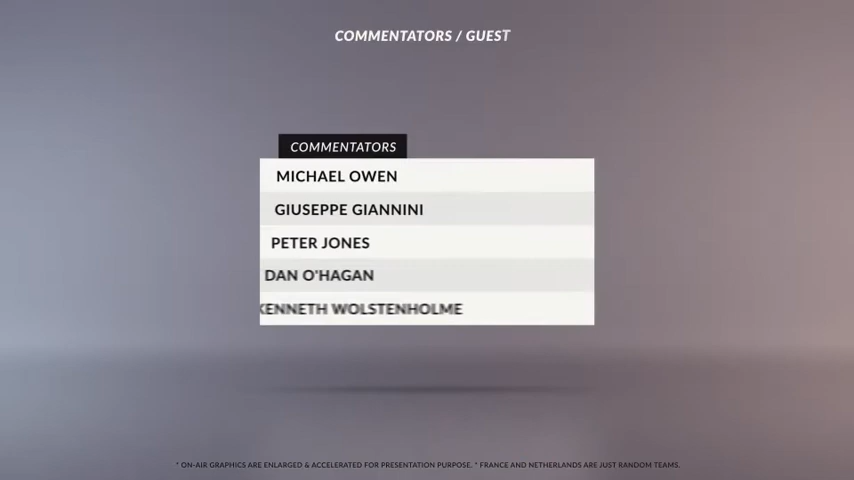 COMMENTATORS / GUEST
COMMENTATORS
MICHAEL OWEN
GIUSEPPE GIANNINI
PETER JONES
DAN O'HAGAN
KENNETH WOLSTENHOLME
* ON-AIR GRAPHICS ARE ENLARGED & ACCELERATED FOR PRESENTATION PURPOSE. * FRANCE AND NETHERLANDS ARE JUST RANDOM TEAMS.